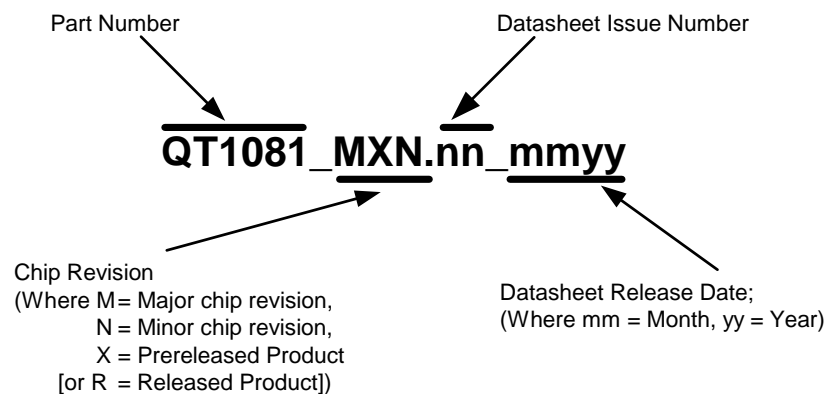 Part Number
Datasheet Issue Number
QT1081_MXN.nn_mmyy
Chip Revision
(Where M = Major chip revision,
N = Minor chip revision,
X = Prereleased Product
[or R = Released Product])
Datasheet Release Date;
(Where mm = Month, yy = Year)